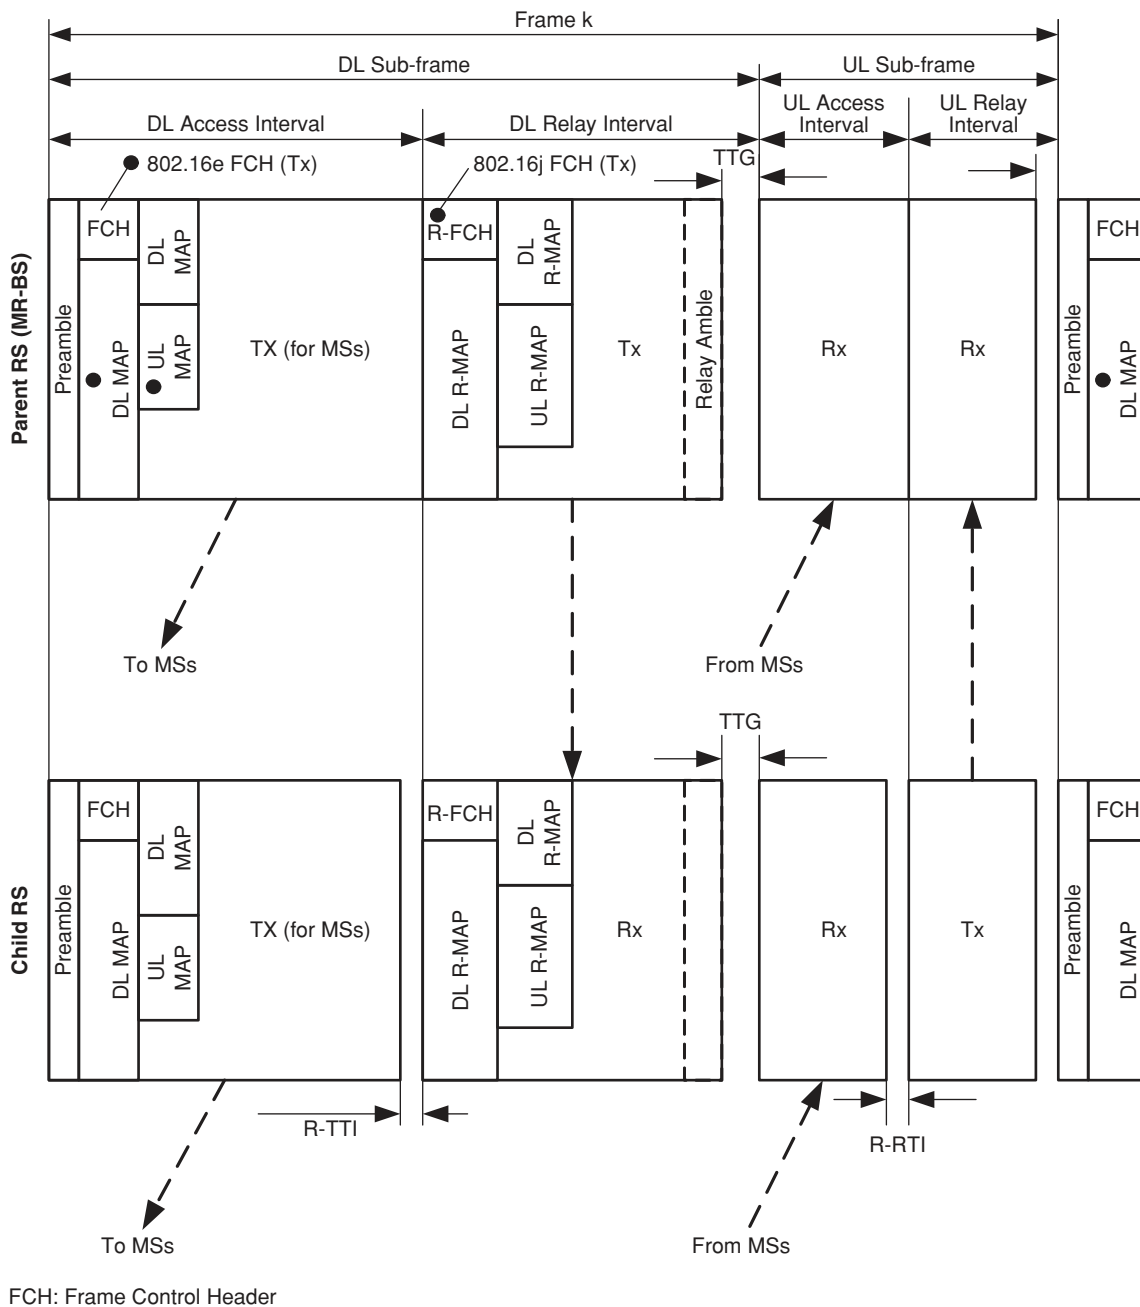 Frame k
DL Sub-frame
UL Sub-frame
DL Access Interval
DL Relay Interval
UL Access
Interval
UL Relay
Interval
802.16e FCH (Tx)
802.16j FCH (Tx)
TTG
Parent RS (MR-BS)
Preamble
FCH
DL MAP
DL
MAP
UL
MAP
TX (for MSs)
R-FCH
DL R-MAP
DL
R-MAP
UL R-MAP
Tx
Relay Amble
Rx
Rx
Preamble
FCH
DL MAP
To MSs
From MSs
TTG
Child RS
Preamble
FCH
DL MAP
DL
MAP
UL
MAP
TX (for MSs)
R-FCH
DL R-MAP
DL
R-MAP
UL R-MAP
Rx
Rx
Tx
Preamble
FCH
DL MAP
R-TTI
R-RTI
To MSs
From MSs
FCH: Frame Control Header